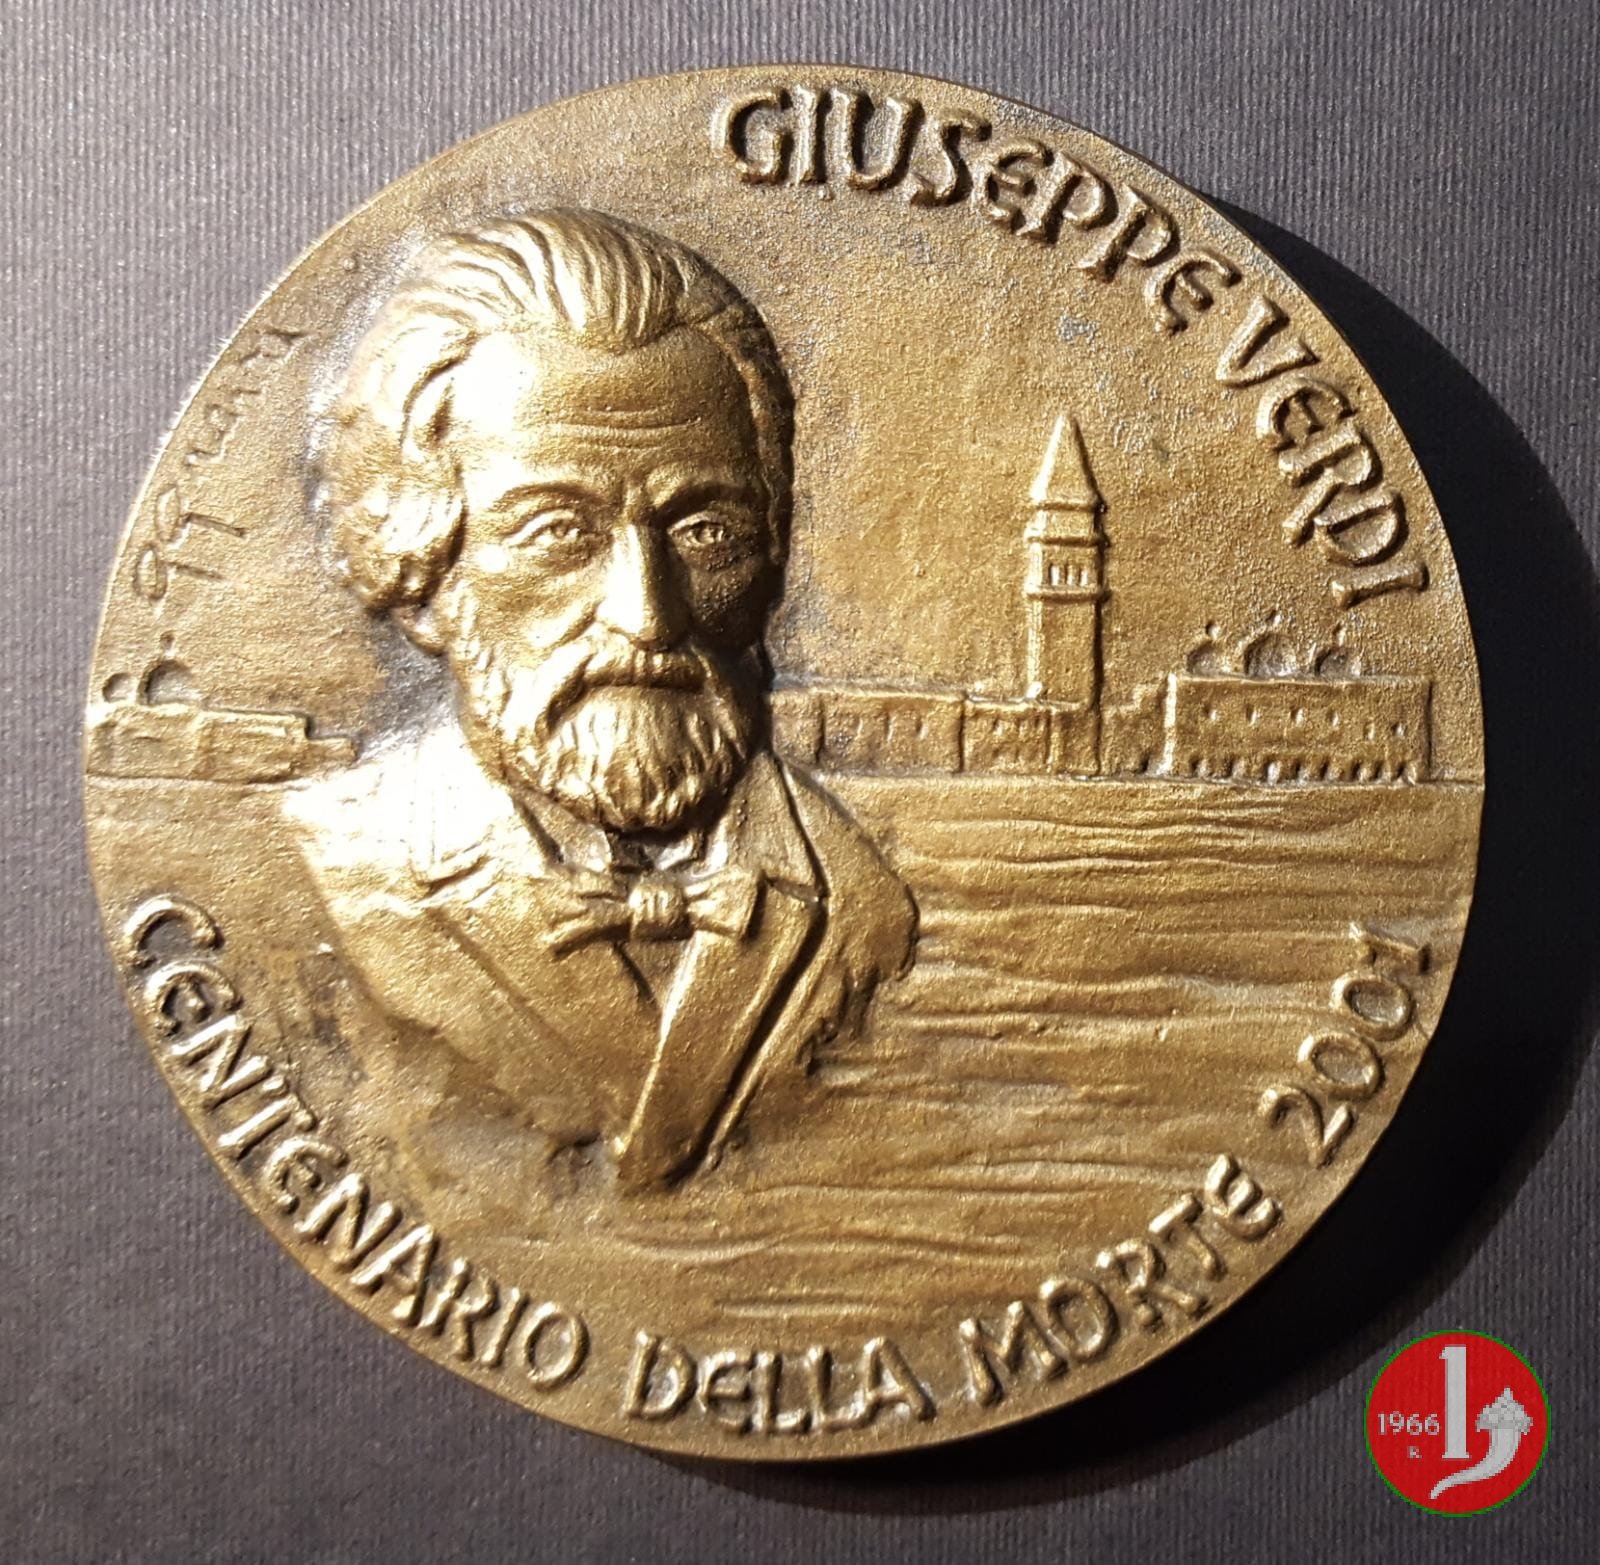 GIUSEPPE VERDI
CENTENARIO DELLA MORTE 2001
1966
R.